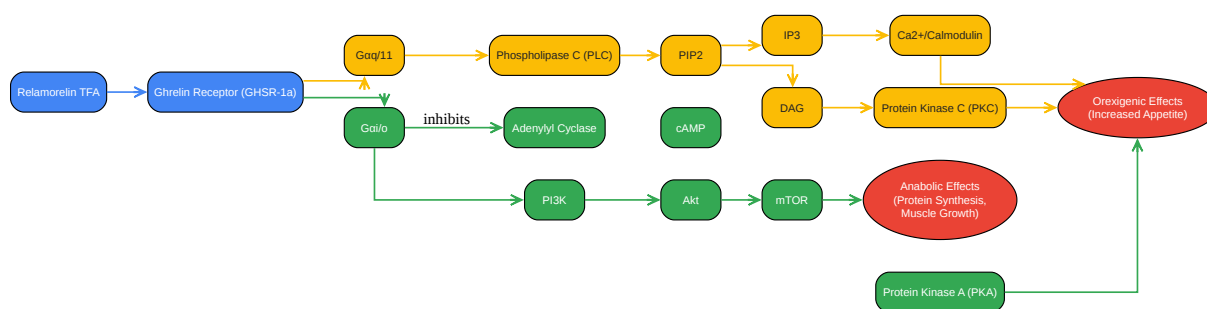 IP3
Ca2+/Calmodulin
Gαq/11
Phospholipase C (PLC)
PIP2
Relamorelin TFA
Ghrelin Receptor (GHSR-1a)
DAG
Protein Kinase C (PKC)
Orexigenic Effects
(Increased Appetite)
Gαi/o
inhibits
Adenylyl Cyclase
cAMP
PI3K
Akt
mTOR
Anabolic Effects
(Protein Synthesis,
Muscle Growth)
Protein Kinase A (PKA)